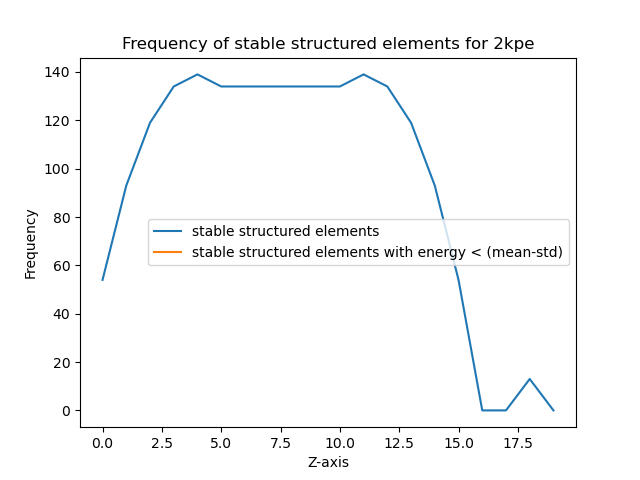 Frequency of stable structured elements for 2kpe
140
120
100
80
60
40
20
0
Frequency
stable structured elements
stable structured elements with energy < (mean-std)
0.0 2.5 5.0 7.5 10.0 12.5 15.0 17.5
Z-axis